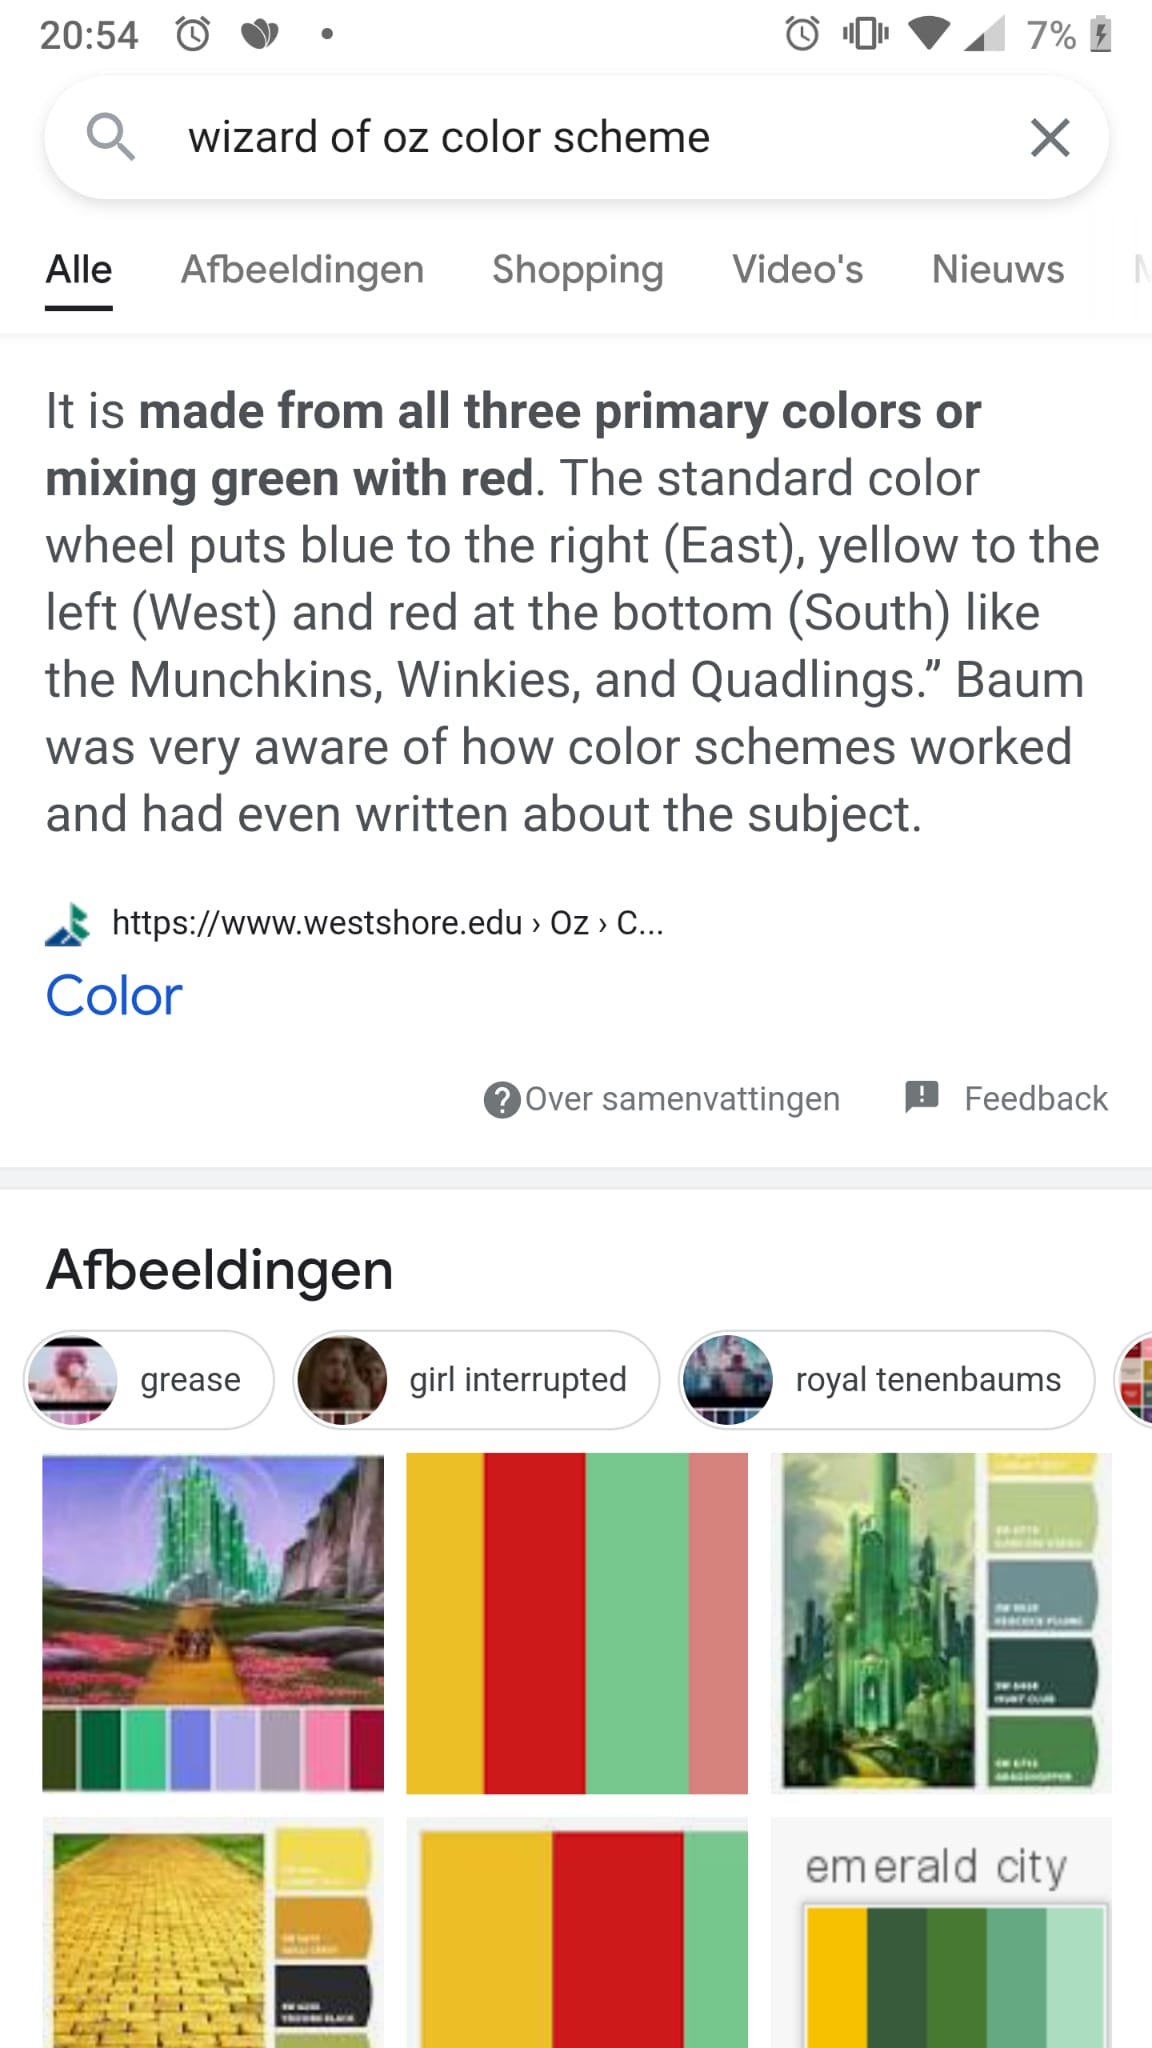 20:54
7%
wizard of oz color scheme
Alle Afbeeldingen Shopping Video's Nieuws
It is made from all three primary colors or
mixing green with red. The standard color
wheel puts blue to the right (East), yellow to the
left (West) and red at the bottom (South) like
the Munchkins, Winkies, and Quadlings.” Baum
was very aware of how color schemes worked
and had even written about the subject.
https://www.westshore.edu › Oz › C...
Color
Over samenvattingen Feedback
Afbeeldingen
grease girl interrupted royal tenenbaums
emerald city